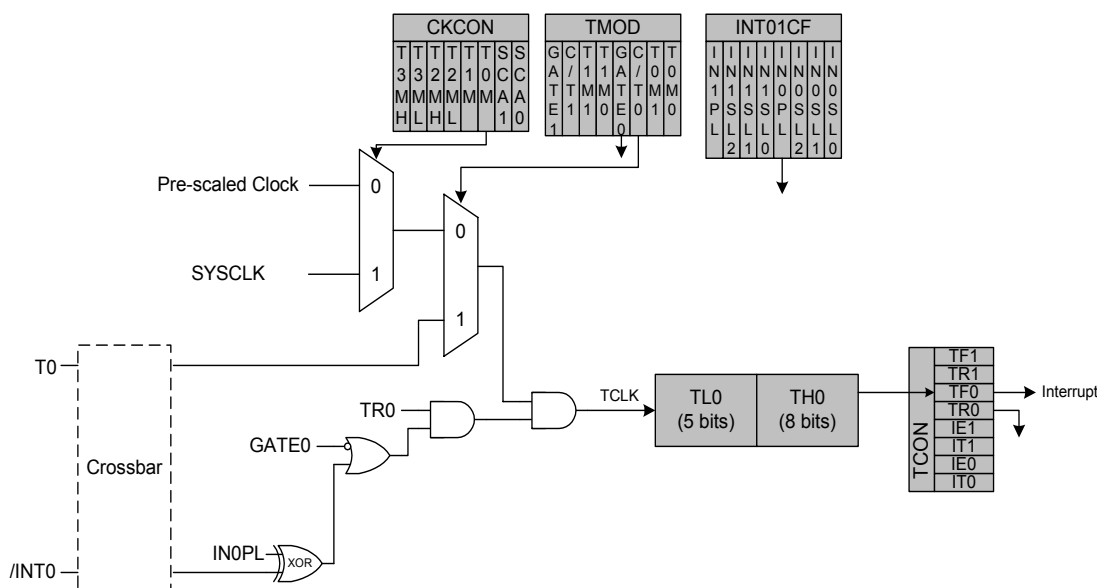 CKCON
T3MH
T3ML
T2MH
T2ML
T1M
T0M
SCA1
SCA0
TMOD
GATE1
C/T1
T1M1
T1M0
GATE0
C/T0
T0M1
T0M0
INT01CF
IN1PL
IN1SL2
IN1SL1
IN1SL0
IN0PL
IN0SL2
IN0SL1
IN0SL0
Pre-scaled Clock
0
SYSCLK
1
0
1
T0
Crossbar
/INT0
TR0
GATE0
IN0PL
XOR
TCLK
TL0
(5 bits)
TH0
(8 bits)
TCON
TF1
TR1
TF0
TR0
IE1
IT1
IE0
IT0
Interrupt